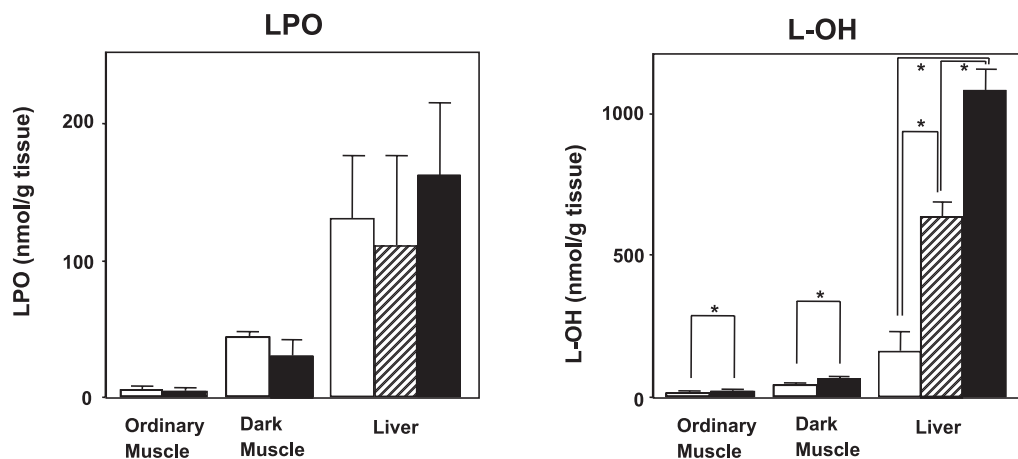 LPO
LPO (nmol/g tissue)
200
100
0
Ordinary
Muscle
Dark
Muscle
Liver
L-OH
L-OH (nmol/g tissue)
1000
500
0
*
*
*
*
*
Ordinary
Muscle
Dark
Muscle
Liver